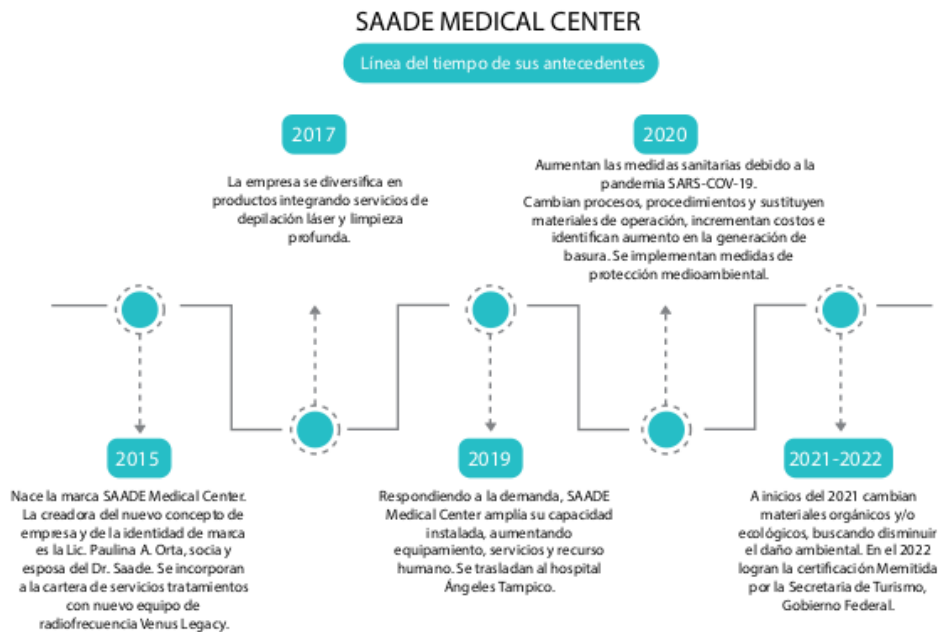 SAADE MEDICAL CENTER
Línea del tiempo de sus antecedentes
2015
Nace la marca SAADE Medical Center.
La creadora del nuevo concepto de
empresa y de la identidad de marca
es la Lic. Paulina A. Orta, socia y
esposa del Dr. Saade. Se incorporan
a la cartera de servicios tratamientos
con nuevo equipo de
radiofrecuencia Venus Legacy.
2017
La empresa se diversifica en
productos integrando servicios de
depilación láser y limpieza
profunda.
2019
Respondiendo a la demanda, SAADE
Medical Center amplía su capacidad
instalada, aumentando
equipamiento, servicios y recurso
humano. Se trasladan al hospital
Ángeles Tampico.
2020
Aumentan las medidas sanitarias debido a la
pandemia SARS-COV-19.
Cambian procesos, procedimientos y sustituyen
materiales de operación, incrementan costos e
identifican aumento en la generación de
basura. Se implementan medidas de
protección medioambiental.
2021-2022
A inicios del 2021 cambian
materiales orgánicos y/o
ecológicos, buscando disminuir
el daño ambiental. En el 2022
logran la certificación Memitida
por la Secretaria de Turismo,
Gobierno Federal.